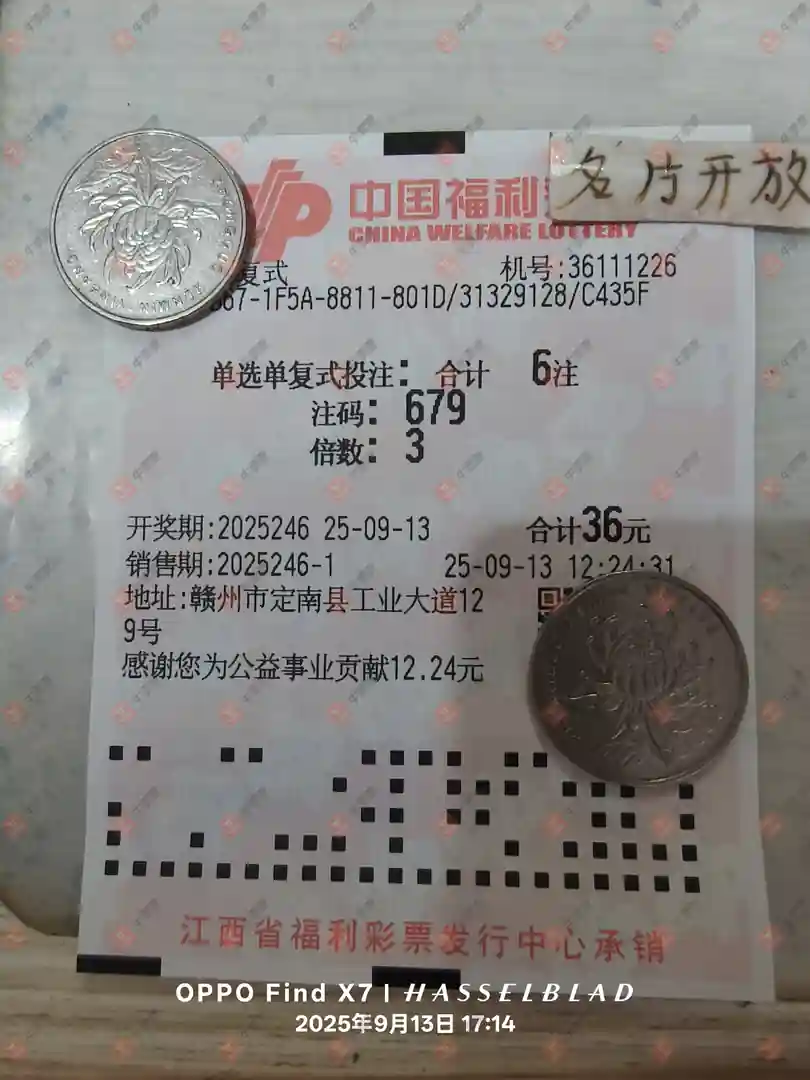 中国福利
名片开放
CHINA WELFARE LOTTERY
复式 机号:36111226
67-1F5A-8811-801D/31329128/C435F
单选单复式投注: 合计 6注
注码: 679
倍数: 3
开奖期:2025246 25-09-13 合计36元
销售期:2025246-1 25-09-13 12:24:31
地址:赣州市定南县工业大道12
9号
感谢您为公益事业贡献12.24元
江西省福利彩票发行中心承销
OPPO Find X7 | HASSELBLAD
2025年9月13日 17:14